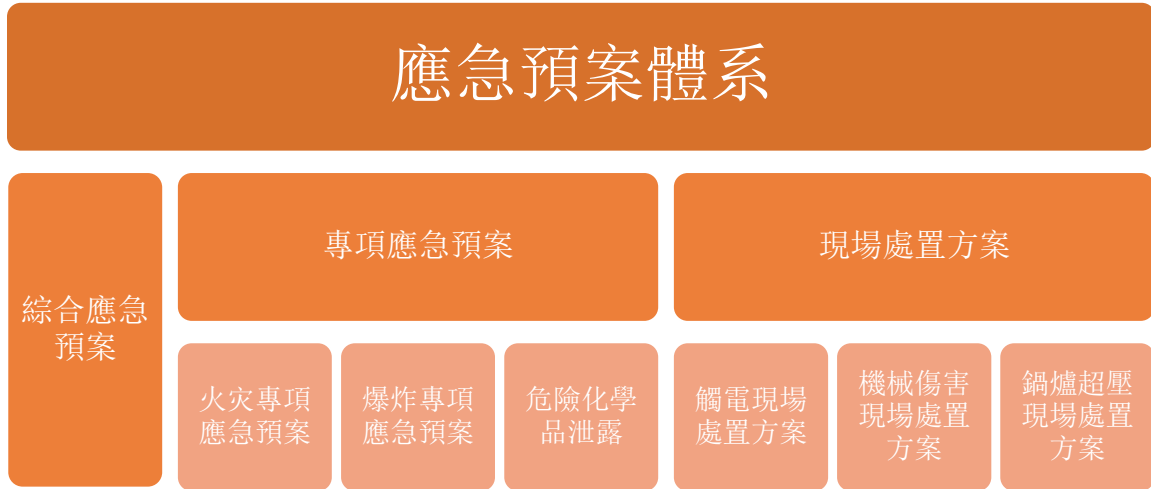 應急預案體系
綜合應急
預案
專項應急預案
現場處置方案
火灾專項
應急預案
爆炸專項
應急預案
危險化學
品泄露
觸電現場
處置方案
機械傷害
現場處置
方案
鍋爐超壓
現場處置
方案